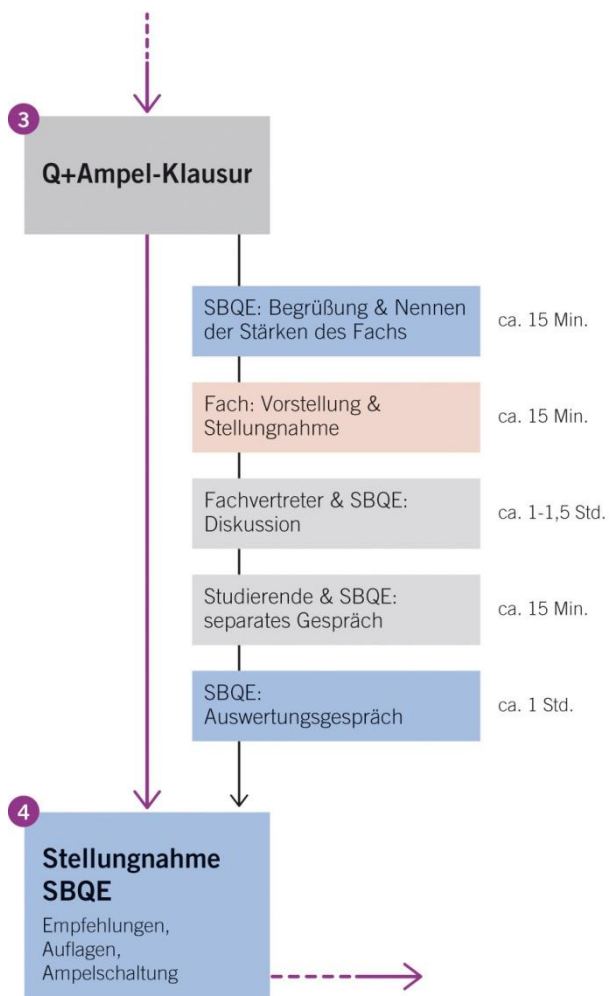 3
Q+Ampel-Klausur
SBQE: Begrüßung & Nennen
der Stärken des Fachs
ca. 15 Min.
Fach: Vorstellung &
Stellungnahme
ca. 15 Min.
Fachvertreter & SBQE:
Diskussion
ca. 1-1,5 Std.
Studierende & SBQE:
separates Gespräch
ca. 15 Min.
SBQE:
Auswertungsgespräch
ca. 1 Std.
4
Stellungnahme
SBQE
Empfehlungen,
Auflagen,
Ampelschaltung